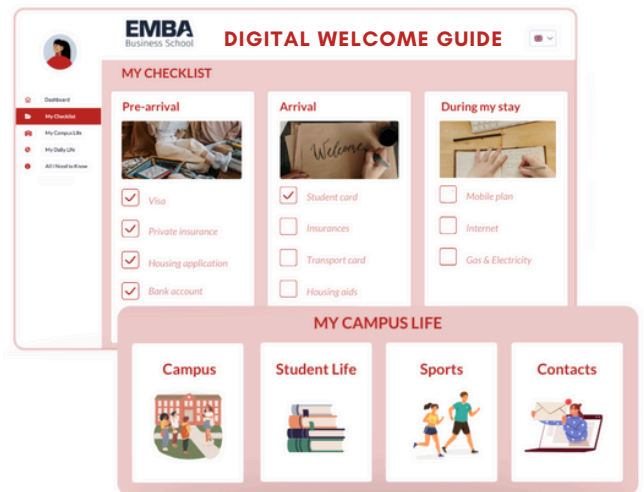 EMBA
Business School
DIGITAL WELCOME GUIDE
Dashboard
My Checklist
My Campus Life
My Daily Life
All I Need to Know
MY CHECKLIST
Pre-arrival
Visa
Private insurance
Housing application
Bank account
Arrival
Welcome
Student card
Insurances
Transport card
Housing aids
During my stay
Mobile plan
Internet
Gas & Electricity
MY CAMPUS LIFE
Campus
Student Life
Sports
Contacts